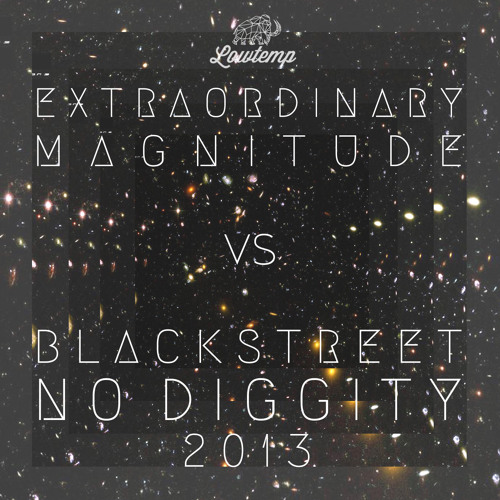 Lowtemp
EXTRAORDINARY
MAGNITUDE
VS
BLACKSTREET
NO DIGGITY
2013